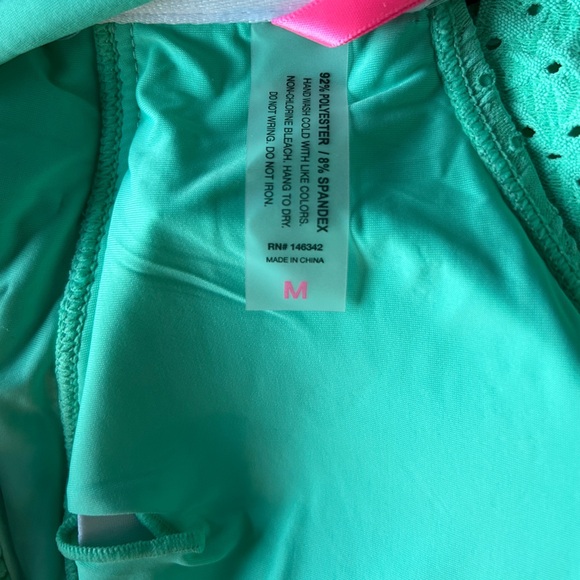 92% POLYESTER / 8% SPANDEX
HAND WASH COLD WITH LIKE COLORS.
NON-CHLORINE BLEACH. HANG TO DRY.
DO NOT WRING. DO NOT IRON.
RN# 146342
MADE IN CHINA
M